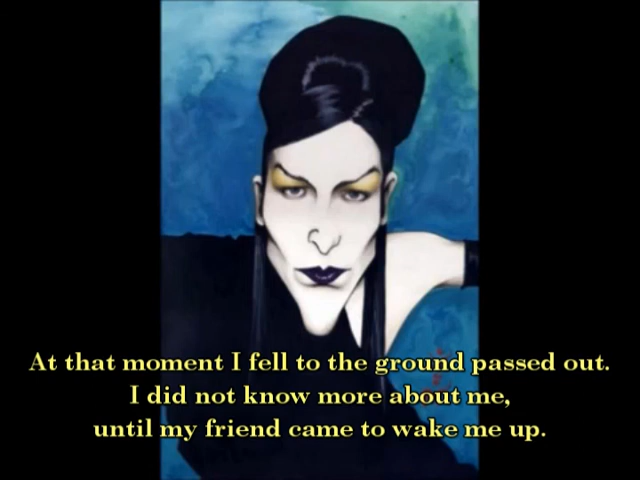 At that moment I fell to the ground passed out.
I did not know more about me,
until my friend came to wake me up.